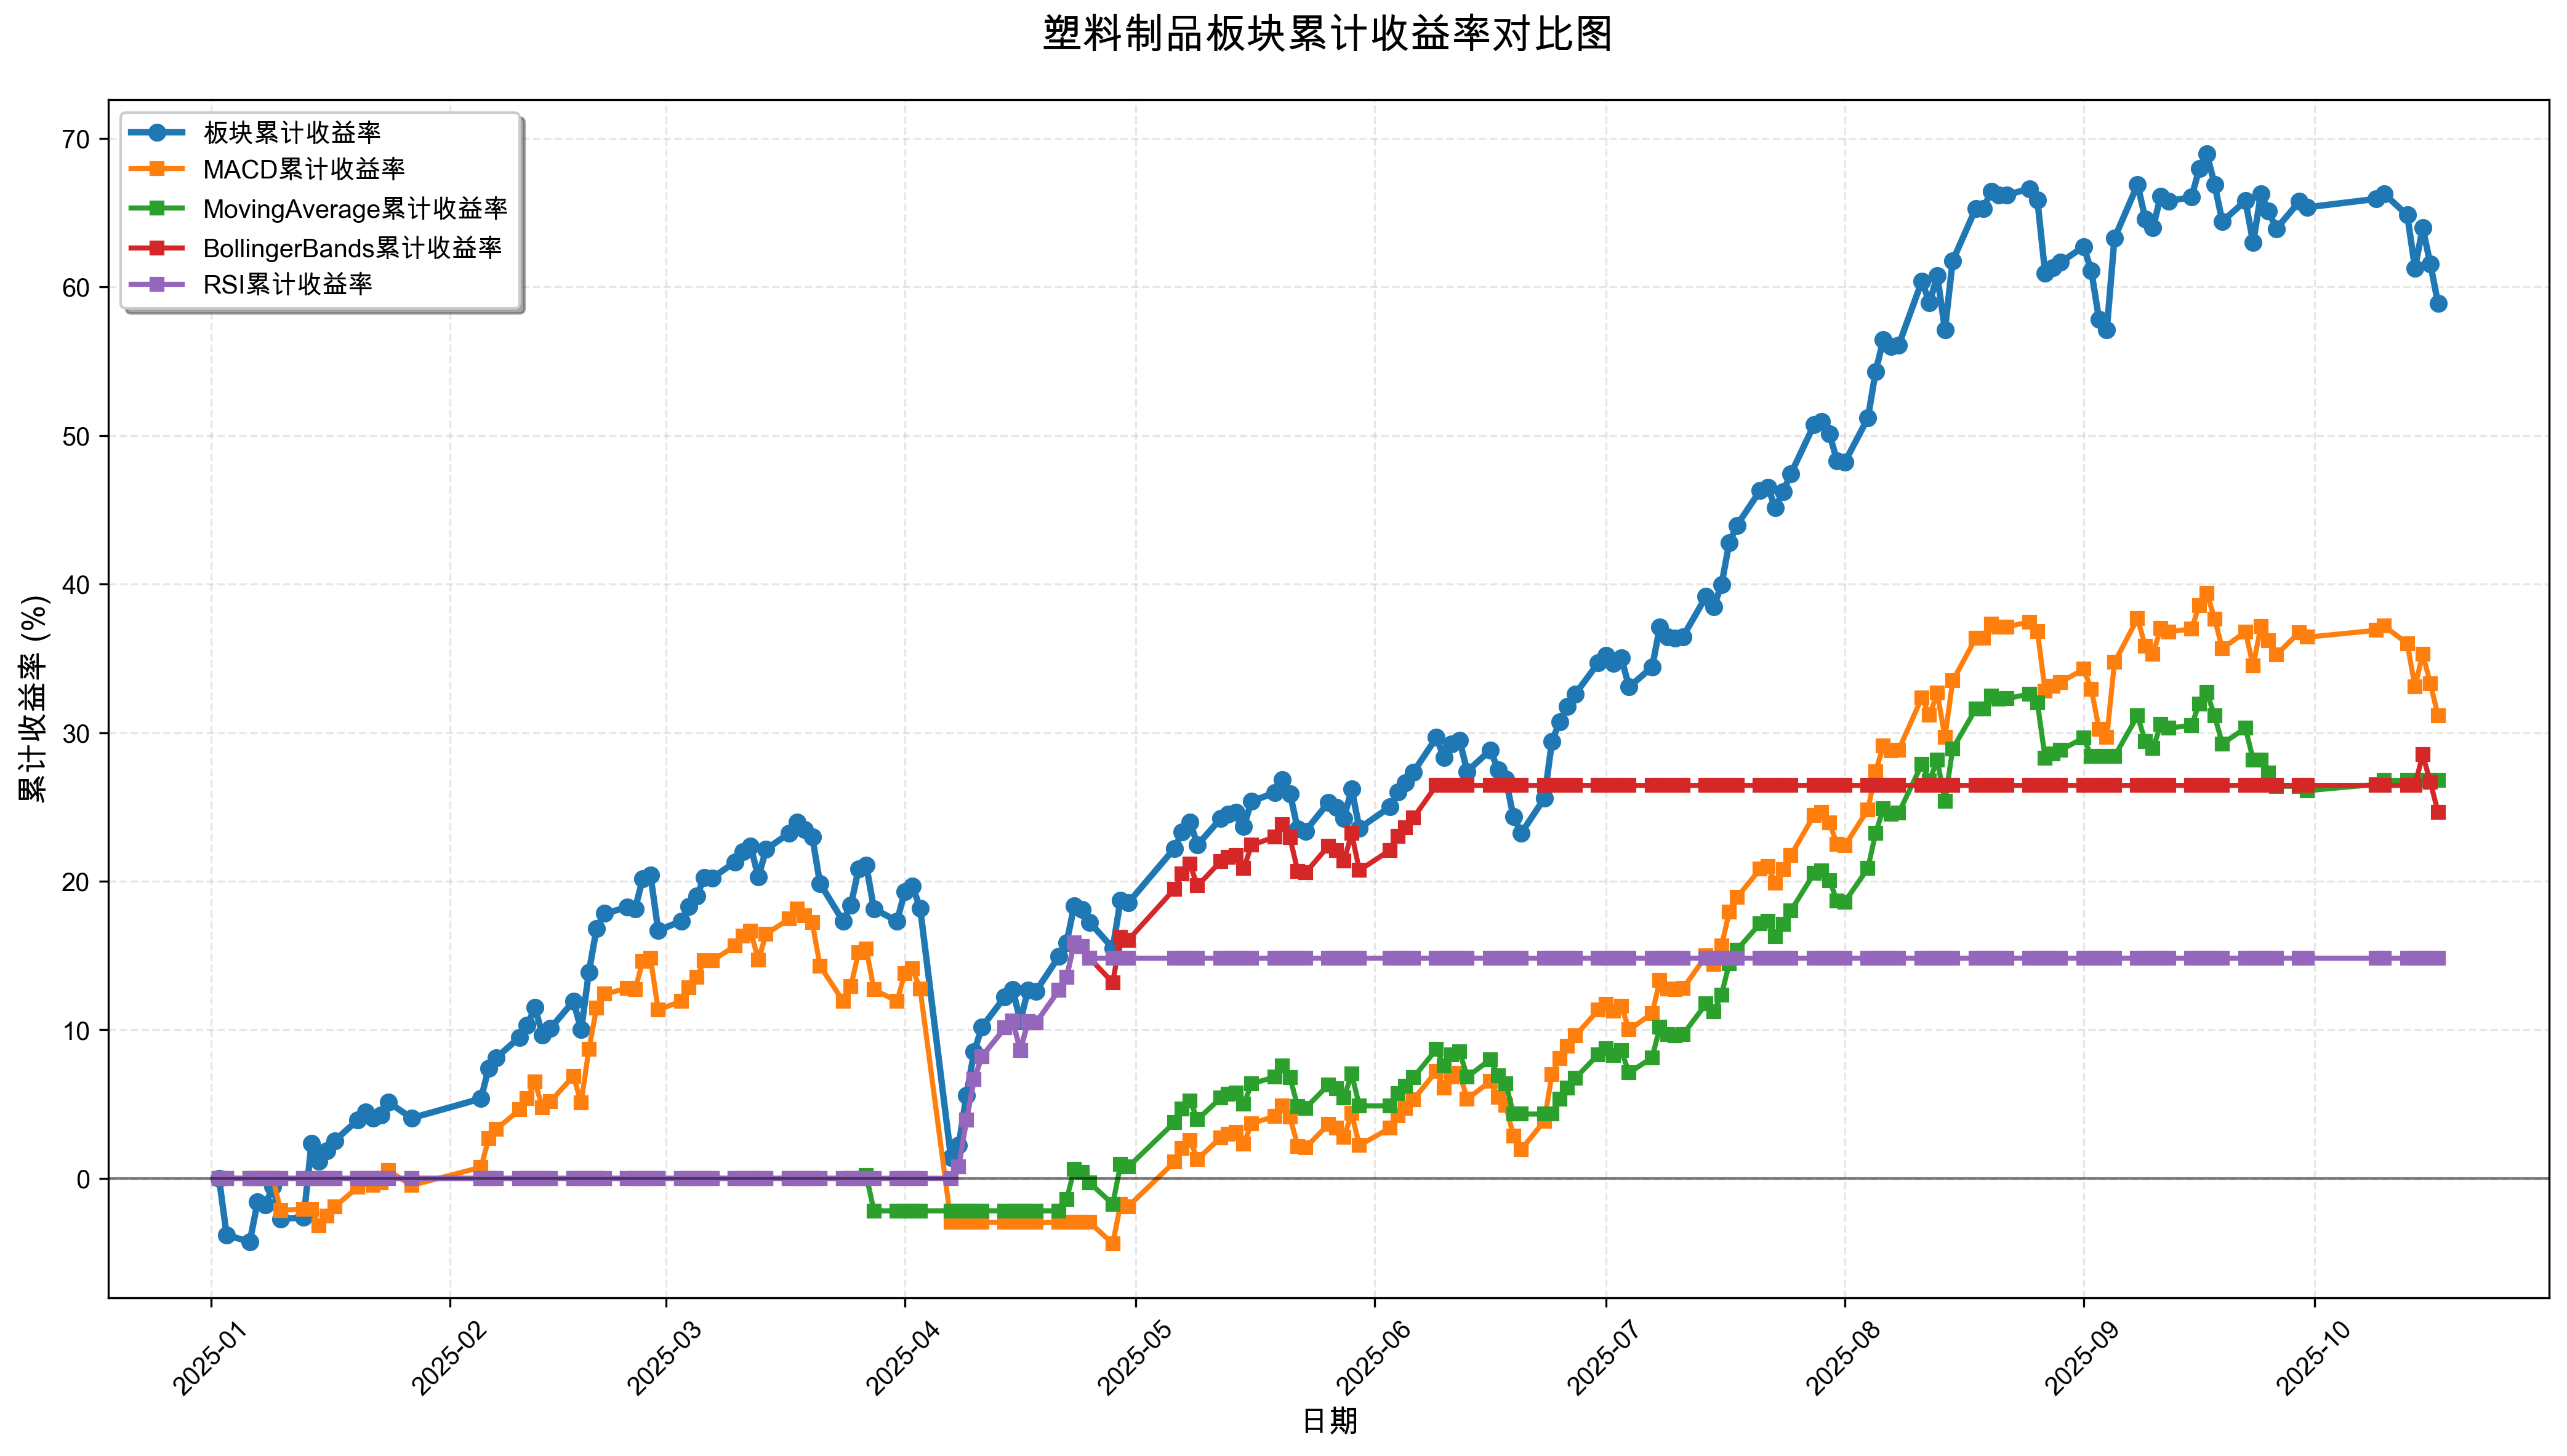 塑料制品板块累计收益率对比图
板块累计收益率
MACD累计收益率
MovingAverage累计收益率
BollingerBands累计收益率
RSI累计收益率
累计收益率 (%)
70
60
50
40
30
20
10
0
2025-01
2025-02
2025-03
2025-04
2025-05
2025-06
2025-07
2025-08
2025-09
2025-10
日期